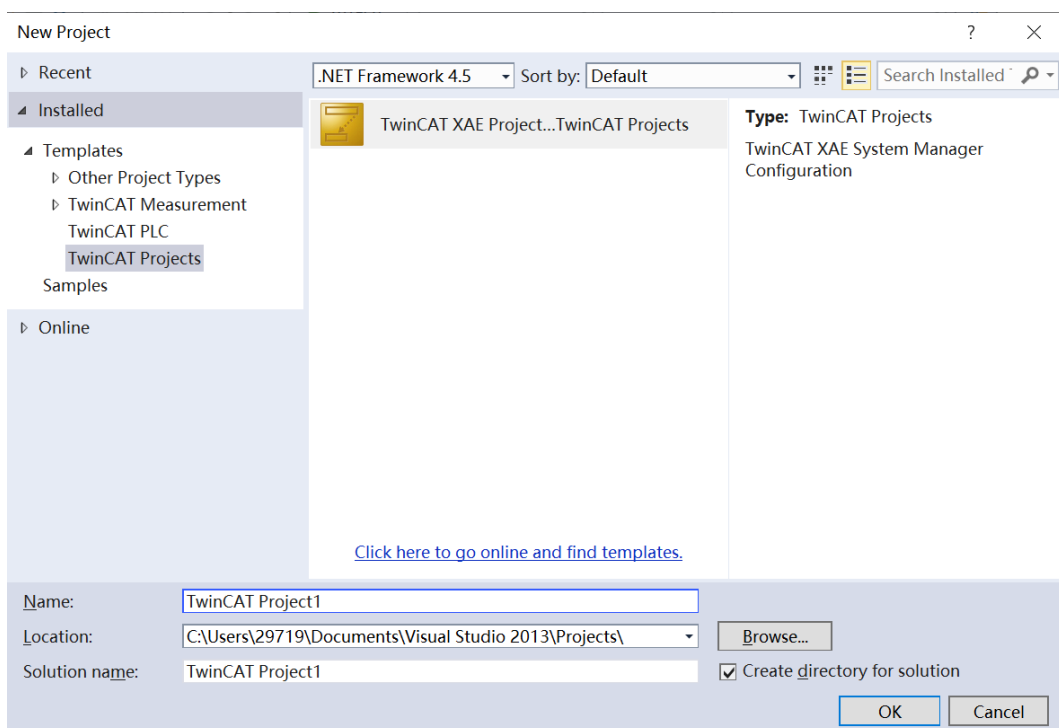 New Project
?
Recent
.NET Framework 4.5
Sort by:
Default
Search Installed
Installed
Templates
Other Project Types
TwinCAT Measurement
TwinCAT PLC
TwinCAT Projects
Samples
Online
TwinCAT XAE Project...TwinCAT Projects
Type: TwinCAT Projects
TwinCAT XAE System Manager
Configuration
Click here to go online and find templates.
Name:
TwinCAT Project1
Location:
C:\Users\29719\Documents\Visual Studio 2013\Projects\
Browse...
Solution name:
TwinCAT Project1
Create directory for solution
OK
Cancel